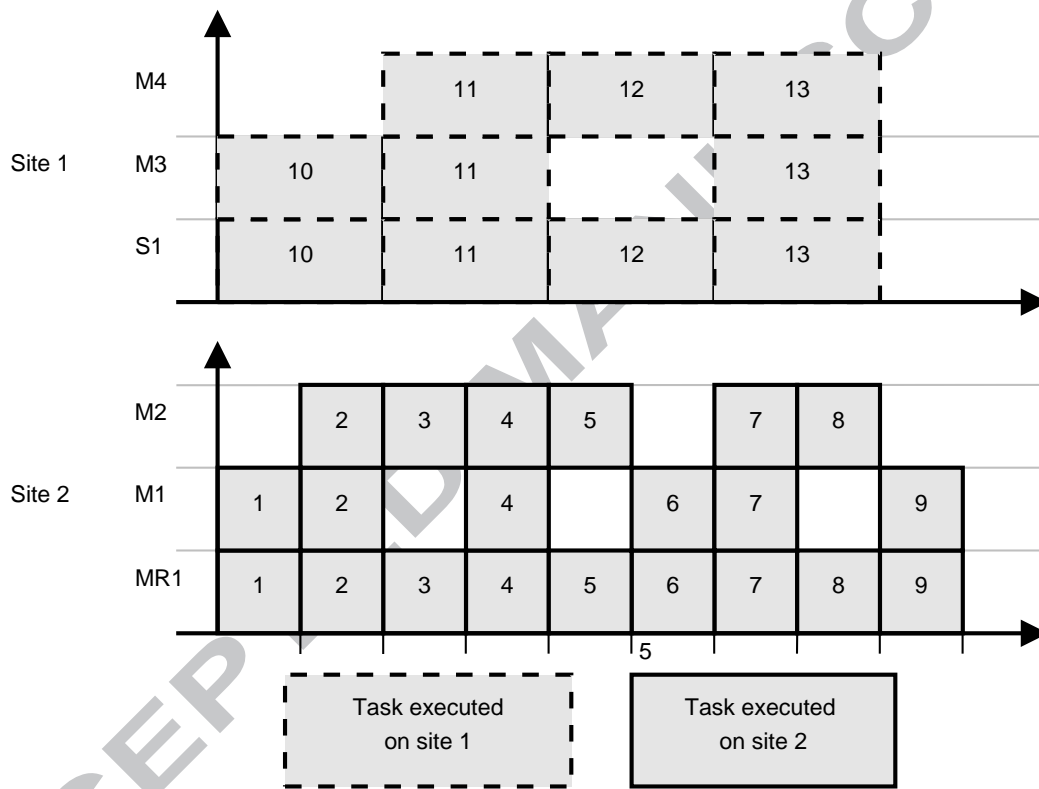 M4 11 12 13
Site 1 M3 10 11 13
S1 10 11 12 13
M2 2 3 4 5 7 8
Site 2 M1 1 2 4 6 7 9
MR1 1 2 3 4 5 6 7 8 9
5
Task executed
on site 1
Task executed
on site 2